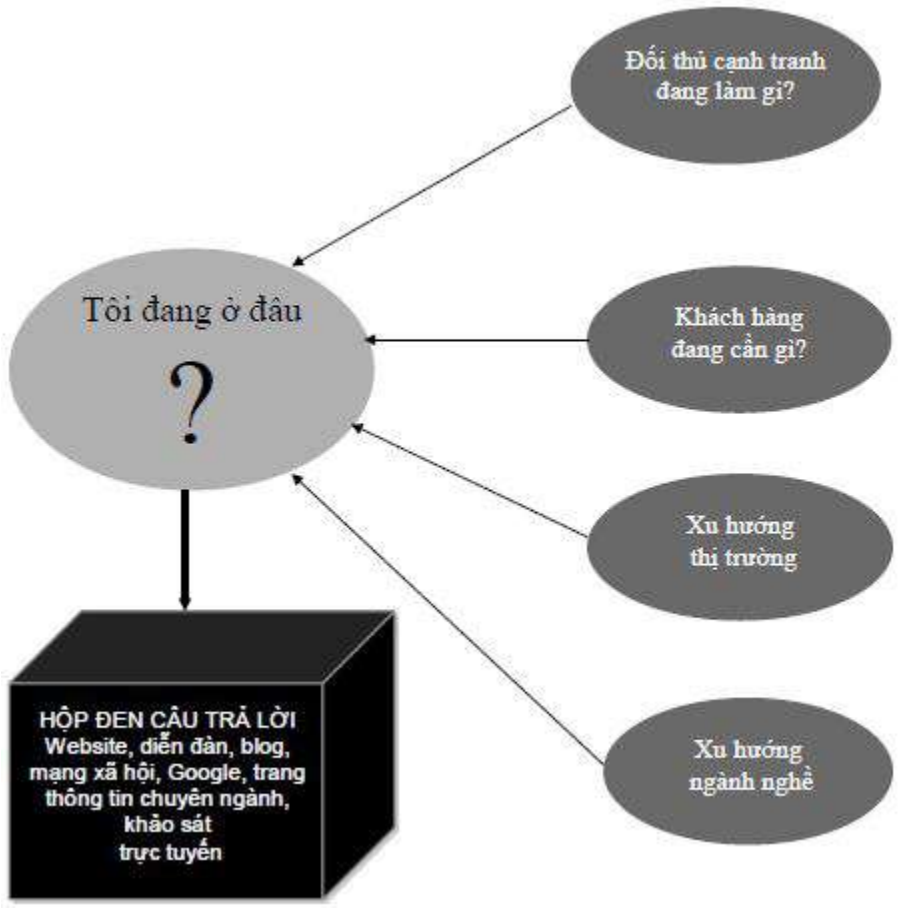 Đối thủ cạnh tranh
đang làm gì?
Tôi đang ở đâu
?
Khách hàng
đang cần gì?
Xu hướng
thị trường
Xu hướng
ngành nghề
HỘP ĐEN CÂU TRẢ LỜI
Website, diễn đàn, blog,
mạng xã hội, Google, trang
thông tin chuyên ngành,
khảo sát
trực tuyến